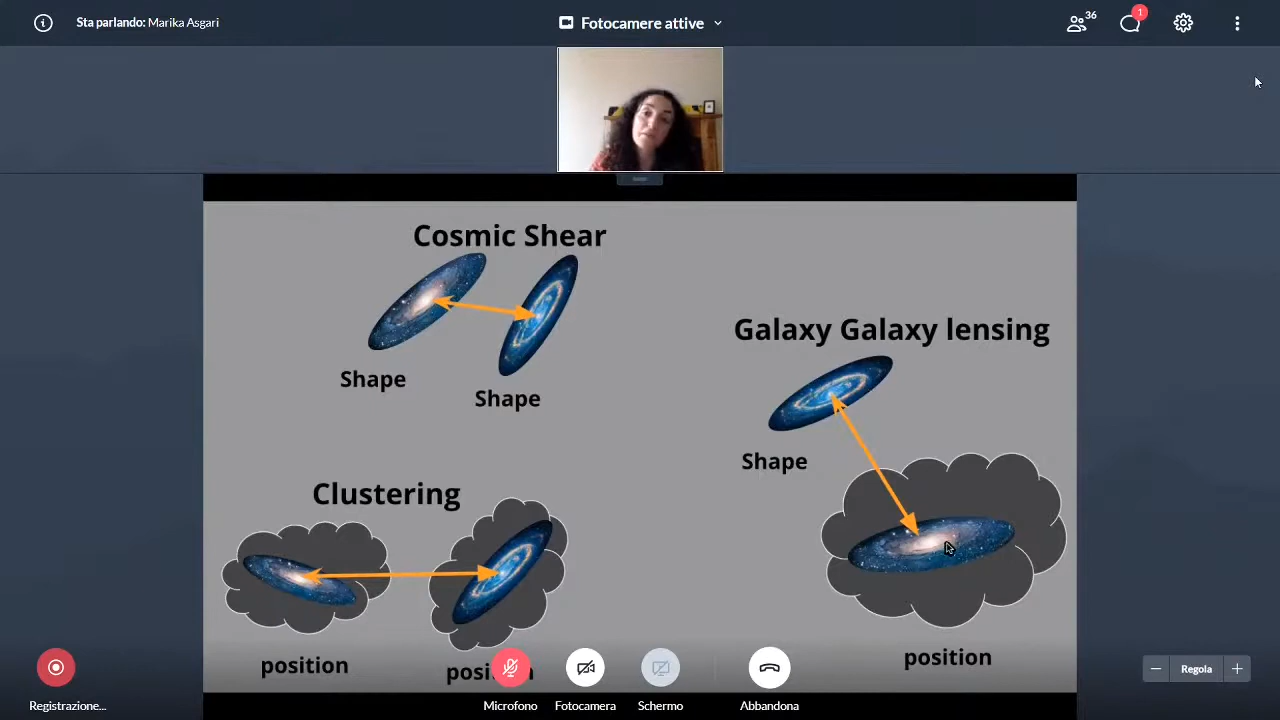 Sta parlando: Marika Asgari
Fotocamere attive
36
1
Cosmic Shear
Shape
Shape
Galaxy Galaxy lensing
Shape
Clustering
position
position
position
Registrazione...
Microfono
Fotocamera
Schermo
Abbandona
Regola